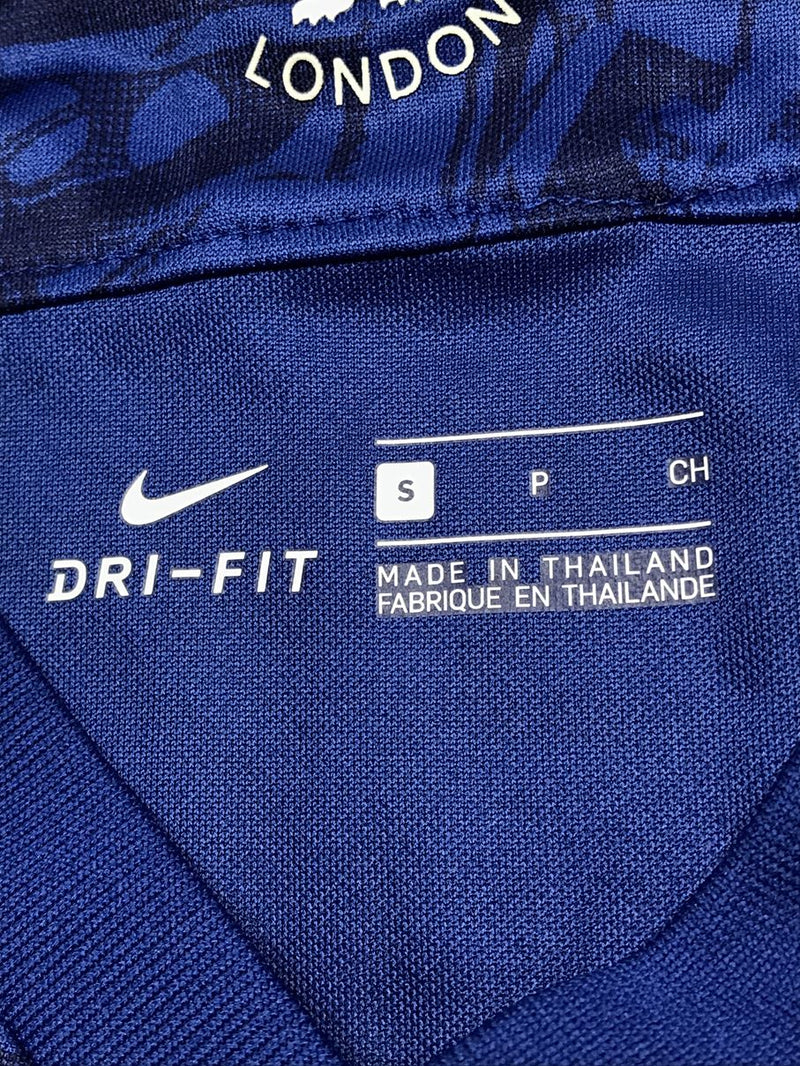 LONDON
S P CH
DRI-FIT
MADE IN THAILAND
FABRIQUE EN THAILANDE